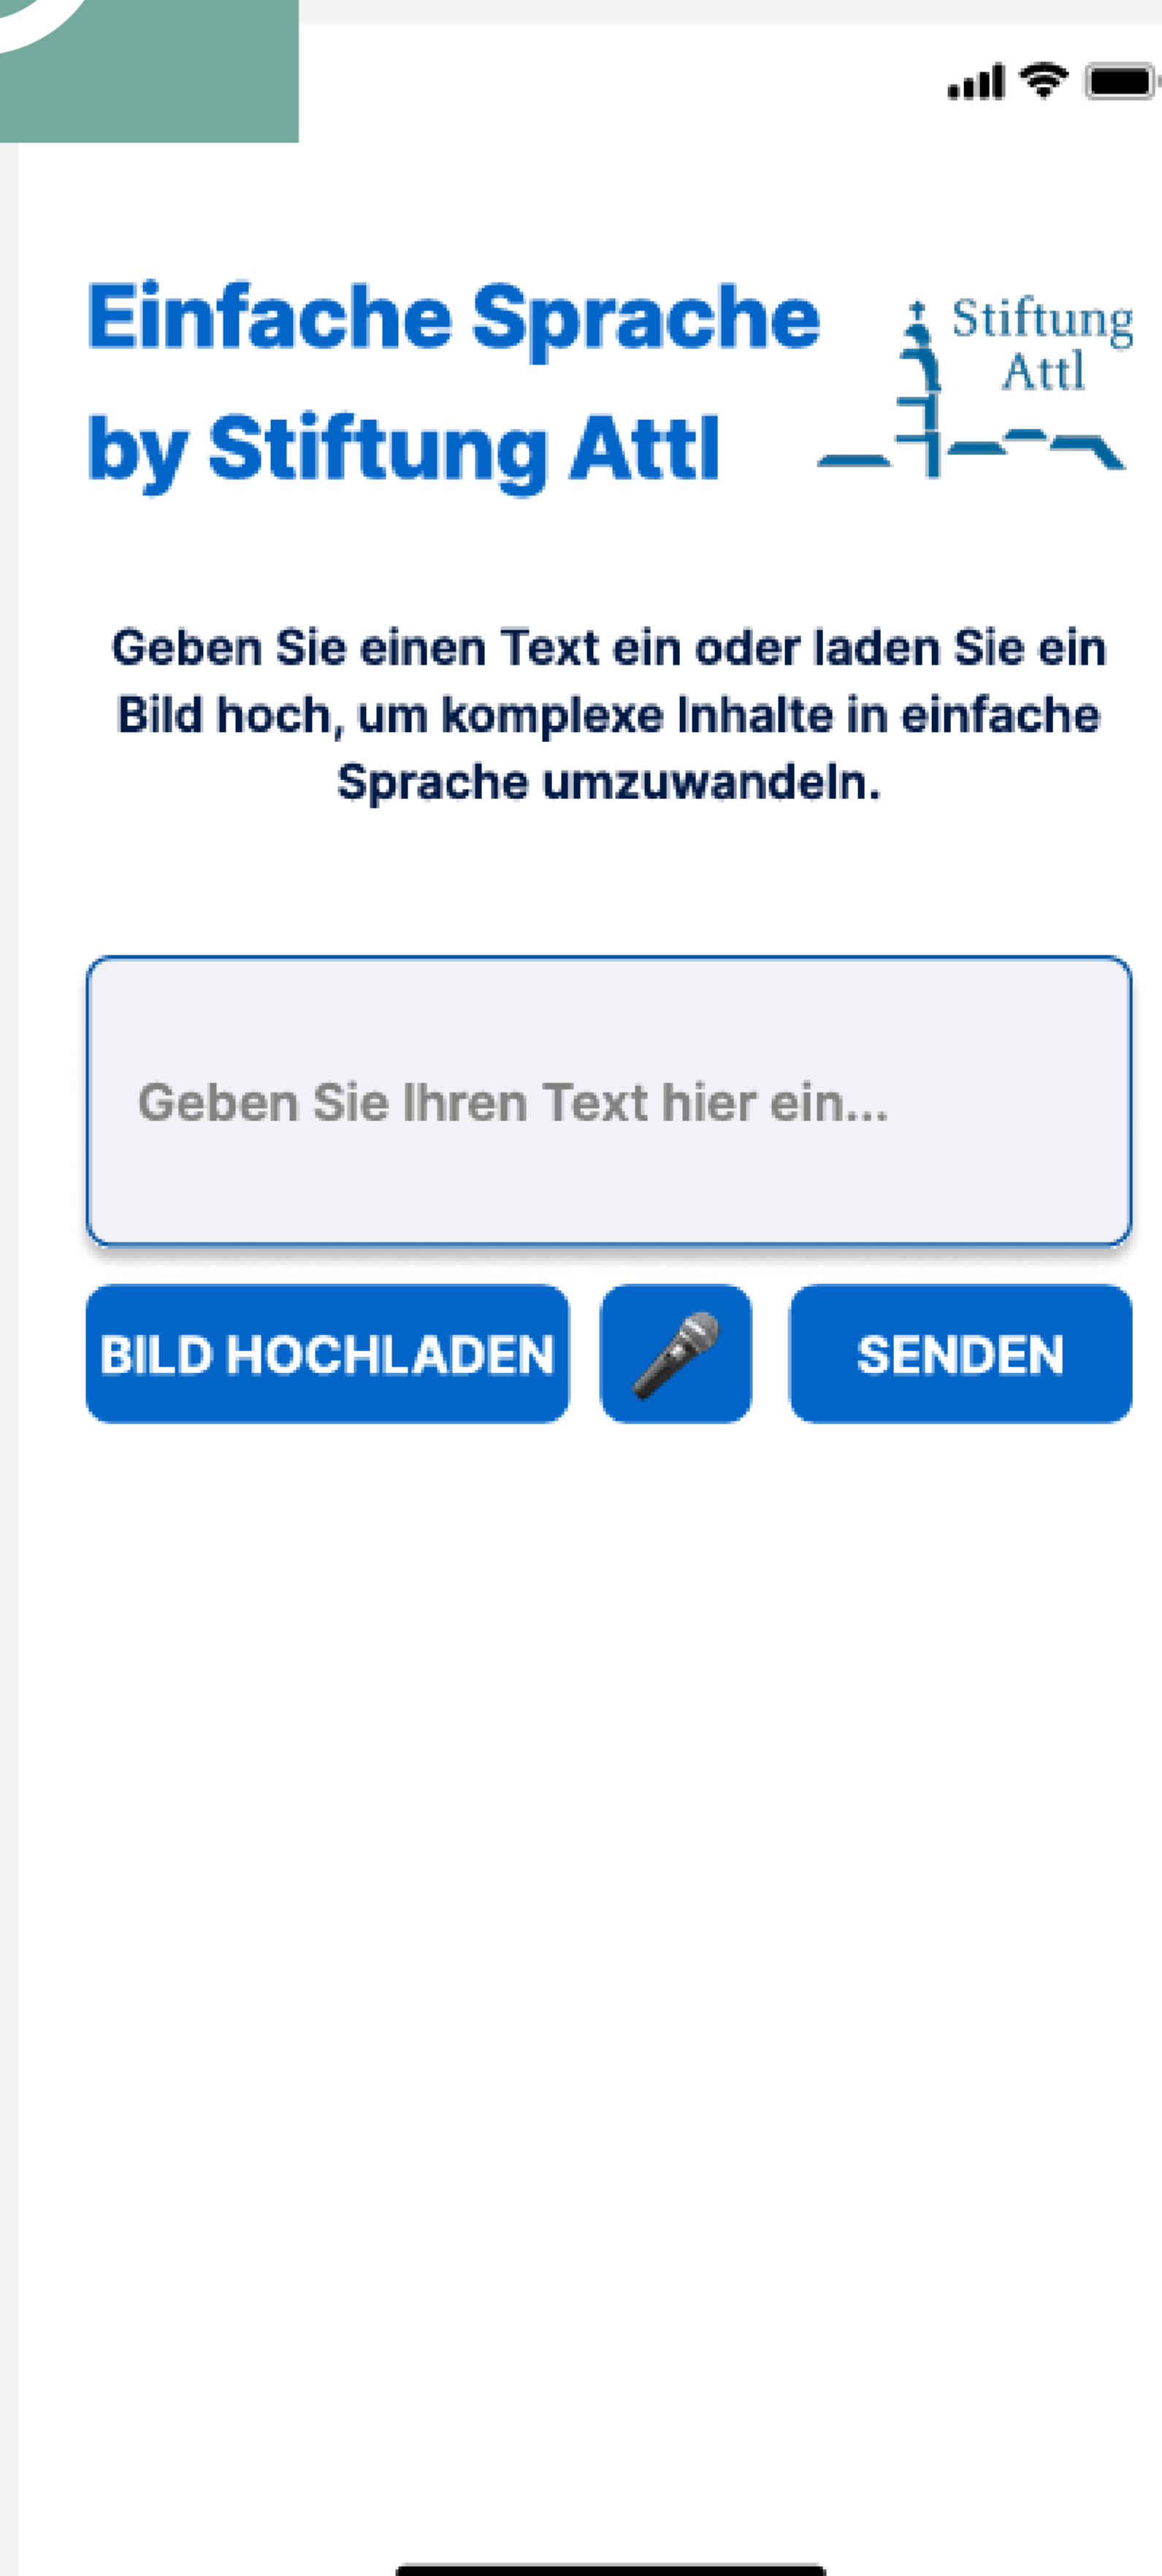 Einfache Sprache
by Stiftung Attl
Stiftung
Attl
Geben Sie einen Text ein oder laden Sie ein
Bild hoch, um komplexe Inhalte in einfache
Sprache umzuwandeln.
Geben Sie Ihren Text hier ein...
BILD HOCHLADEN
SENDEN